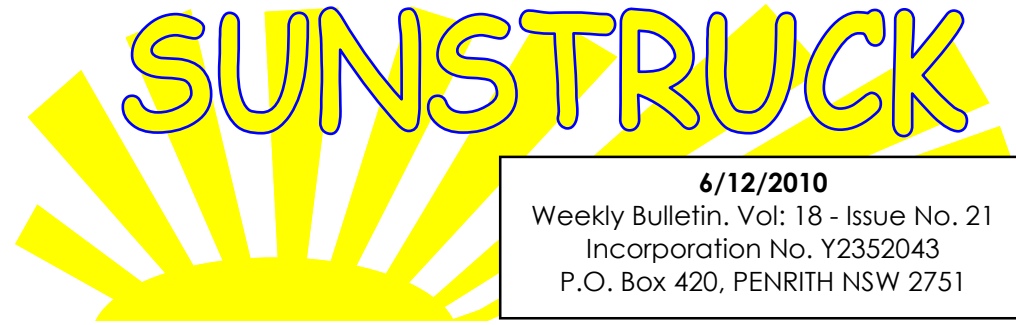 SUNSTRUCK
6/12/2010
Weekly Bulletin. Vol: 18 - Issue No. 21
Incorporation No. Y2352043
P.O. Box 420, PENRITH NSW 2751